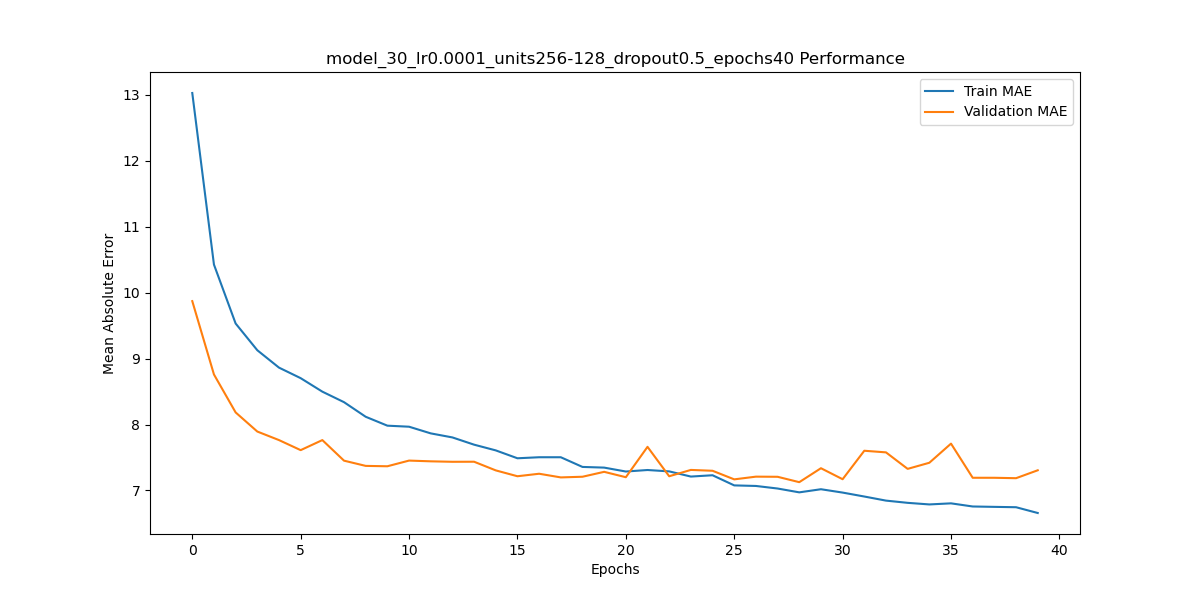 model_30_lr0.0001_units256-128_dropout0.5_epochs40 Performance
Train MAE
Validation MAE
Mean Absolute Error
13
12
11
10
9
8
7
0 5 10 15 20 25 30 35 40
Epochs